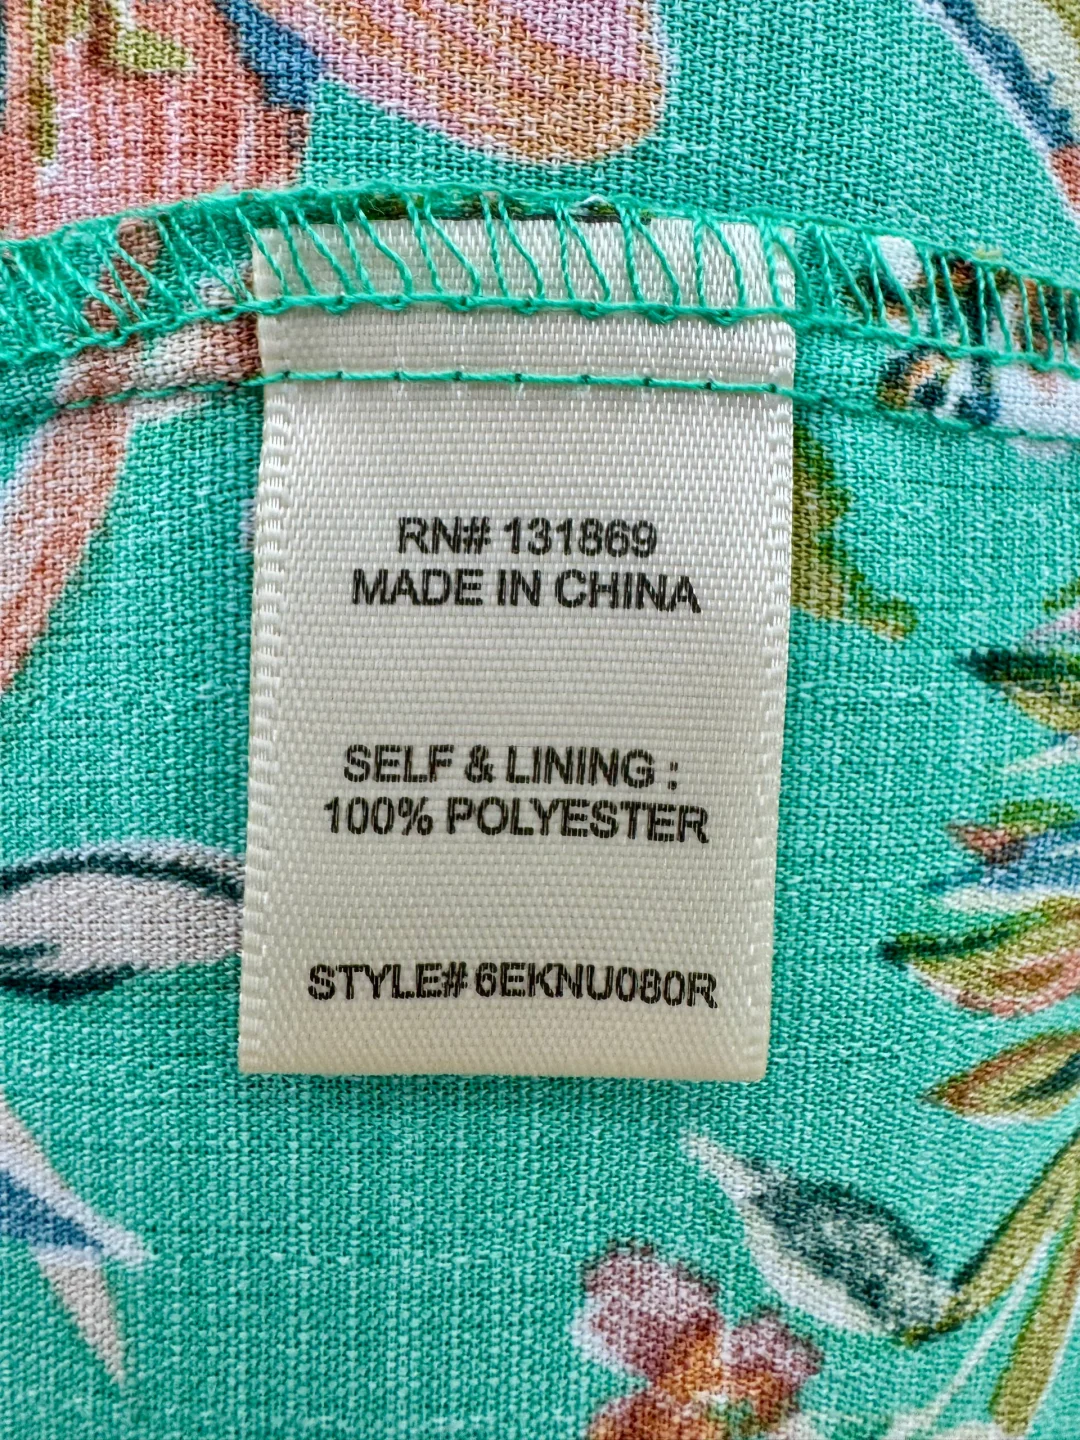 RN# 131869
MADE IN CHINA
SELF & LINING :
100% POLYESTER
STYLE# 6EKNU080R